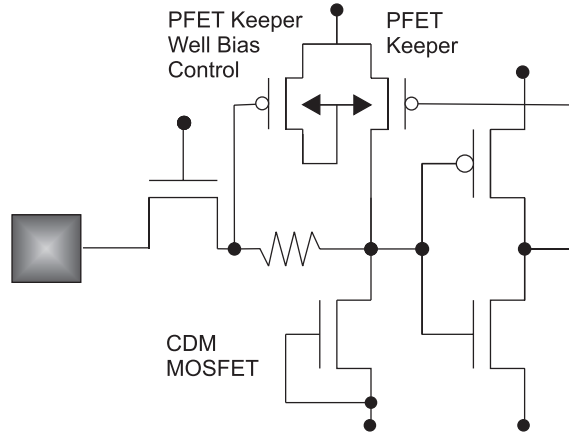 PFET Keeper
Well Bias
Control
PFET
Keeper
CDM
MOSFET